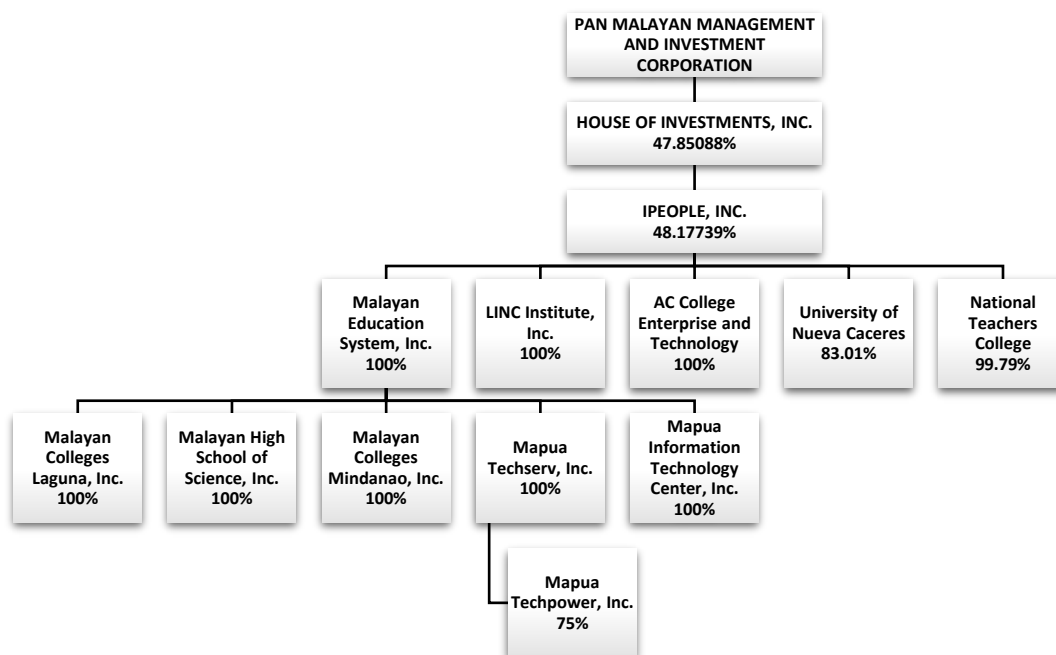 PAN MALAYAN MANAGEMENT
AND INVESTMENT
CORPORATION
HOUSE OF INVESTMENTS, INC.
47.85088%
IPEOPLE, INC.
48.17739%
Malayan
Education
System, Inc.
100%
LINC Institute,
Inc.
100%
AC College
Enterprise and
Technology
100%
University of
Nueva Caceres
83.01%
National
Teachers
College
99.79%
Malayan
Colleges
Laguna, Inc.
100%
Malayan High
School of
Science, Inc.
100%
Malayan
Colleges
Mindanao, Inc.
100%
Mapua
Techserv, Inc.
100%
Mapua
Information
Technology
Center, Inc.
100%
Mapua
Techpower, Inc.
75%